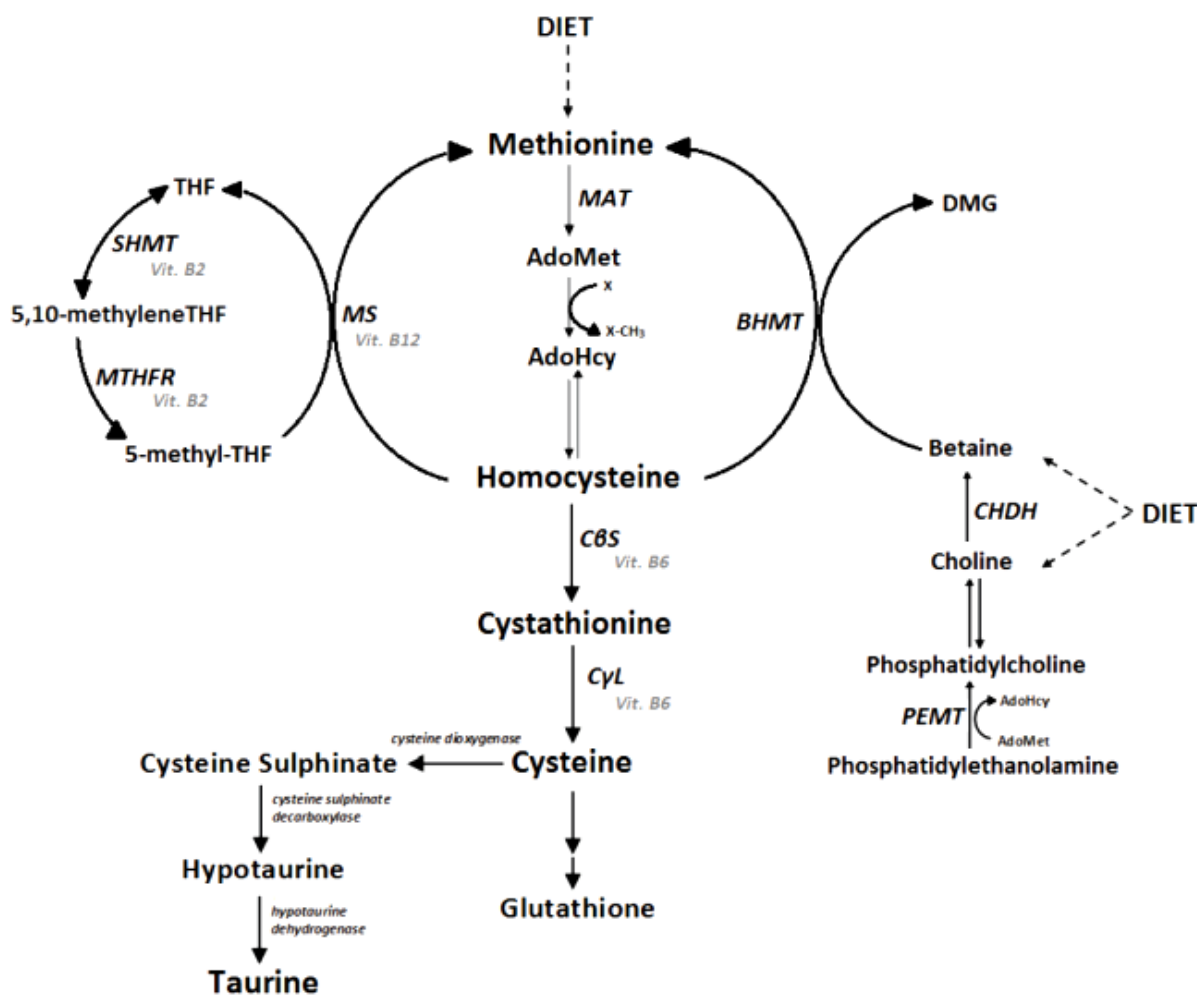 DIET
Methionine
THF
MAT
DMG
SHMT
Vit. B2
AdoMet
X
5,10-methyleneTHF
MS
Vit. B12
X-CH₃
BHMT
AdoHcy
MTHFR
Vit. B2
5-methyl-THF
Betaine
Homocysteine
CHDH
DIET
CβS
Vit. B6
Choline
Cystathionine
Phosphatidylcholine
CγL
Vit. B6
AdoHcy
PEMT
AdoMet
cysteine dioxygenase
Cysteine Sulphinate
Cysteine
Phosphatidylethanolamine
cysteine sulphinate
decarboxylase
Hypotaurine
Glutathione
hypotaurine
dehydrogenase
Taurine